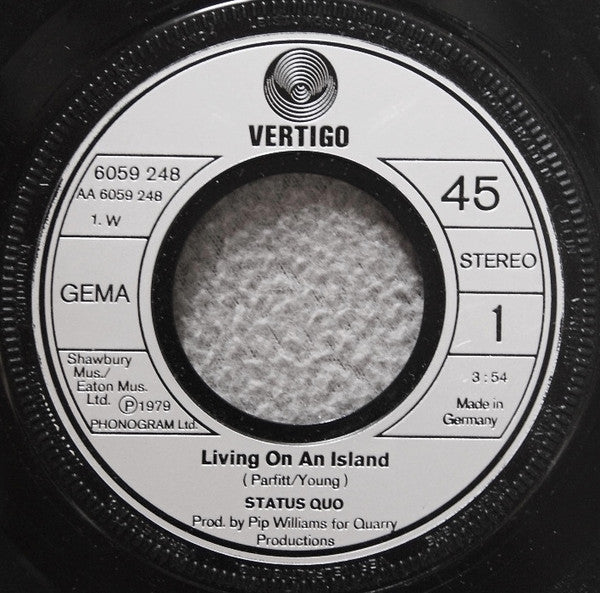 VERTIGO
6059 248
AA 6059 248
1. W
GEMA
Shawbury
Mus./
Eaton Mus.
Ltd. Ⓟ1979
PHONOGRAM Ltd.
45
STEREO
1
3:54
Made in
Germany
Living On An Island
(Parfitt/Young)
STATUS QUO
Prod. by Pip Williams for Quarry
Productions